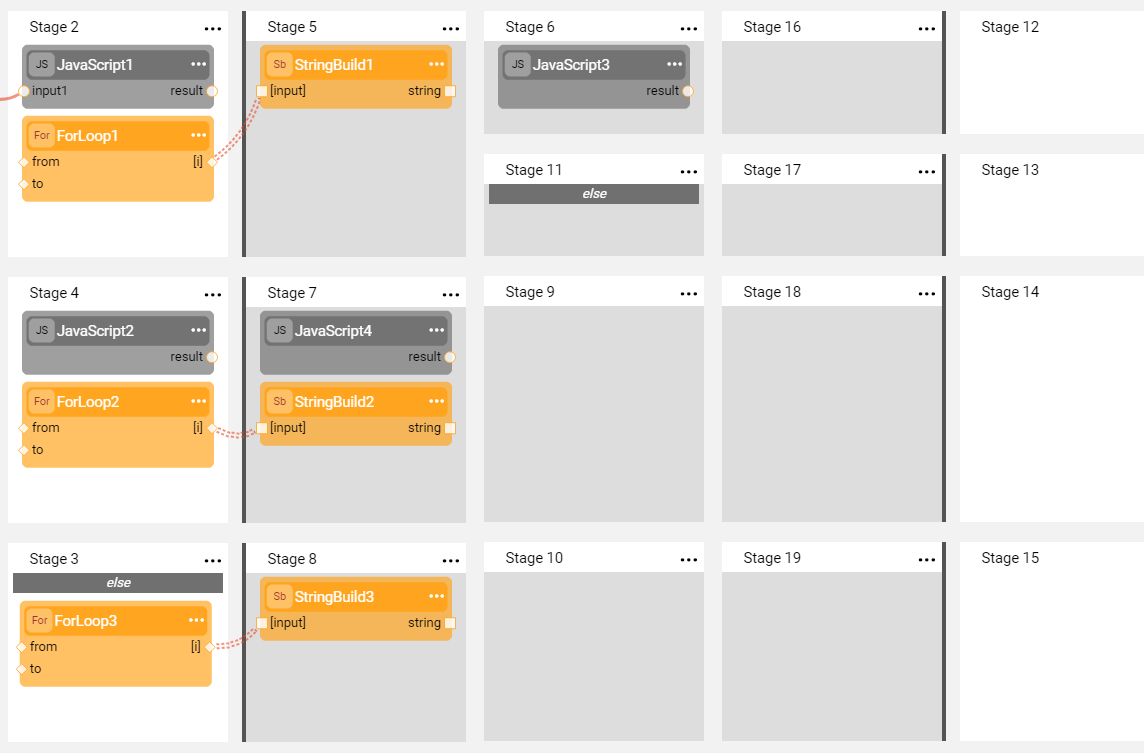 Stage 2
JS JavaScript1
input1 result
For ForLoop1
from [i]
to
Stage 5
Sb StringBuild1
[input] string
Stage 6
JS JavaScript3
result
Stage 16
Stage 12
Stage 11
else
Stage 17
Stage 13
Stage 4
JS JavaScript2
result
For ForLoop2
from [i]
to
Stage 7
JS JavaScript4
result
Sb StringBuild2
[input] string
Stage 9
Stage 18
Stage 14
Stage 3
else
For ForLoop3
from [i]
to
Stage 8
Sb StringBuild3
[input] string
Stage 10
Stage 19
Stage 15